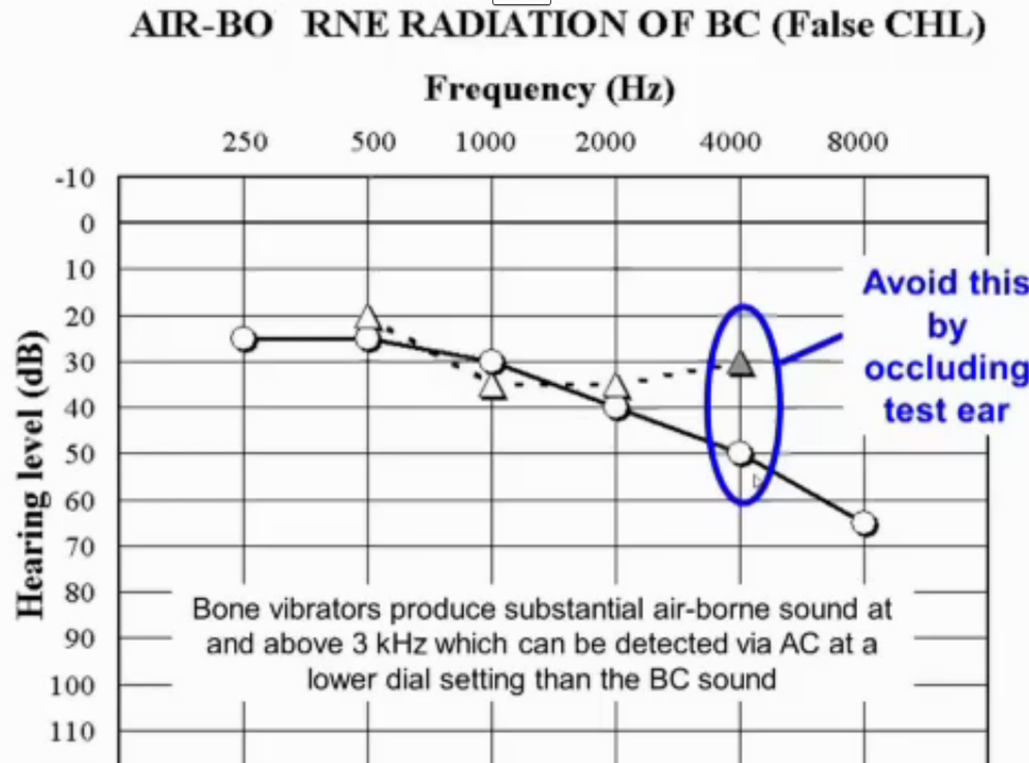 AIR-BO RNE RADIATION OF BC (False CHL)
Frequency (Hz)
250 500 1000 2000 4000 8000
-10
0
10
20
30
40
50
60
70
80
90
100
110
Hearing level (dB)
Avoid this
by
occluding
test ear
Bone vibrators produce substantial air-borne sound at
and above 3 kHz which can be detected via AC at a
lower dial setting than the BC sound